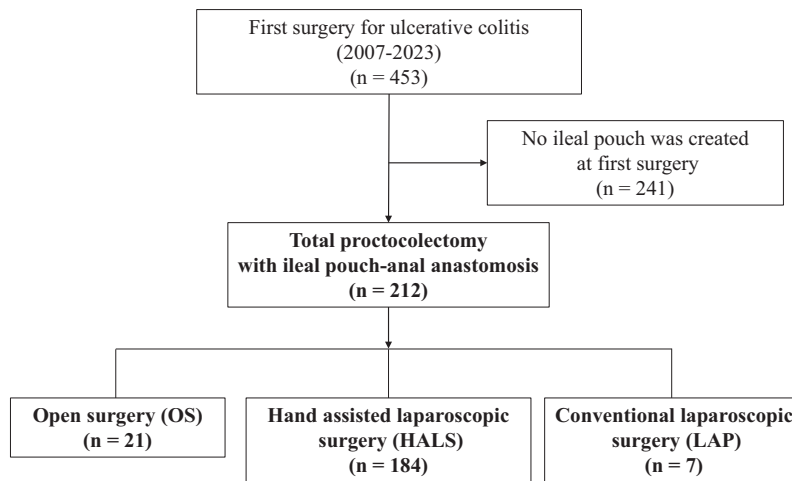 First surgery for ulcerative colitis
(2007-2023)
(n = 453)
No ileal pouch was created
at first surgery
(n = 241)
Total proctocolectomy
with ileal pouch-anal anastomosis
(n = 212)
Open surgery (OS)
(n = 21)
Hand assisted laparoscopic
surgery (HALS)
(n = 184)
Conventional laparoscopic
surgery (LAP)
(n = 7)